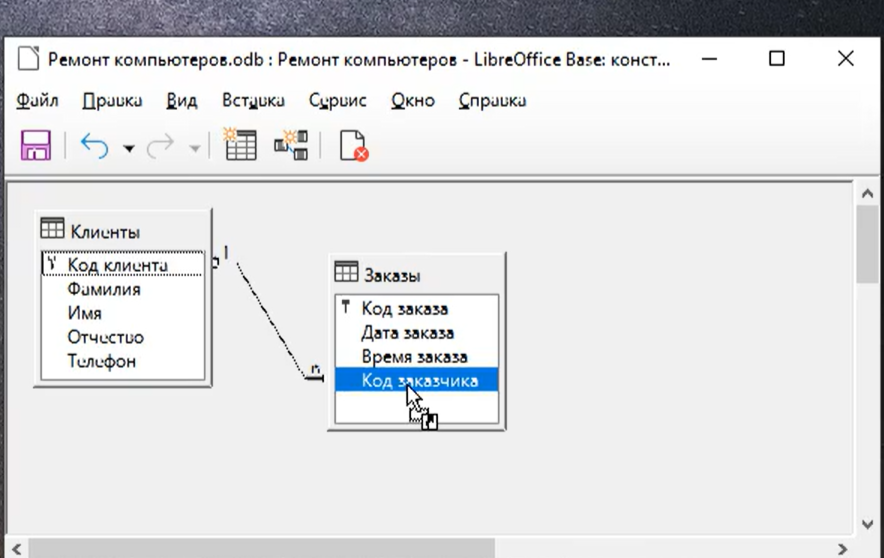 Ремонт компьютеров.odb : Ремонт компьютеров - LibreOffice Base: конст...
Файл Правка Вид Вставка Сервис Окно Справка
Клиенты
Код клиента
Фамилия
Имя
Отчество
Телефон
1
n
Заказы
Код заказа
Дата заказа
Время заказа
Код заказчика